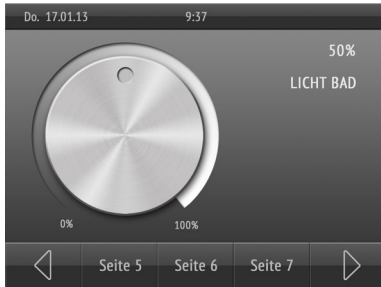 Do. 17.01.13 9:37
50%
LICHT BAD
0% 100%
Seite 5 Seite 6 Seite 7